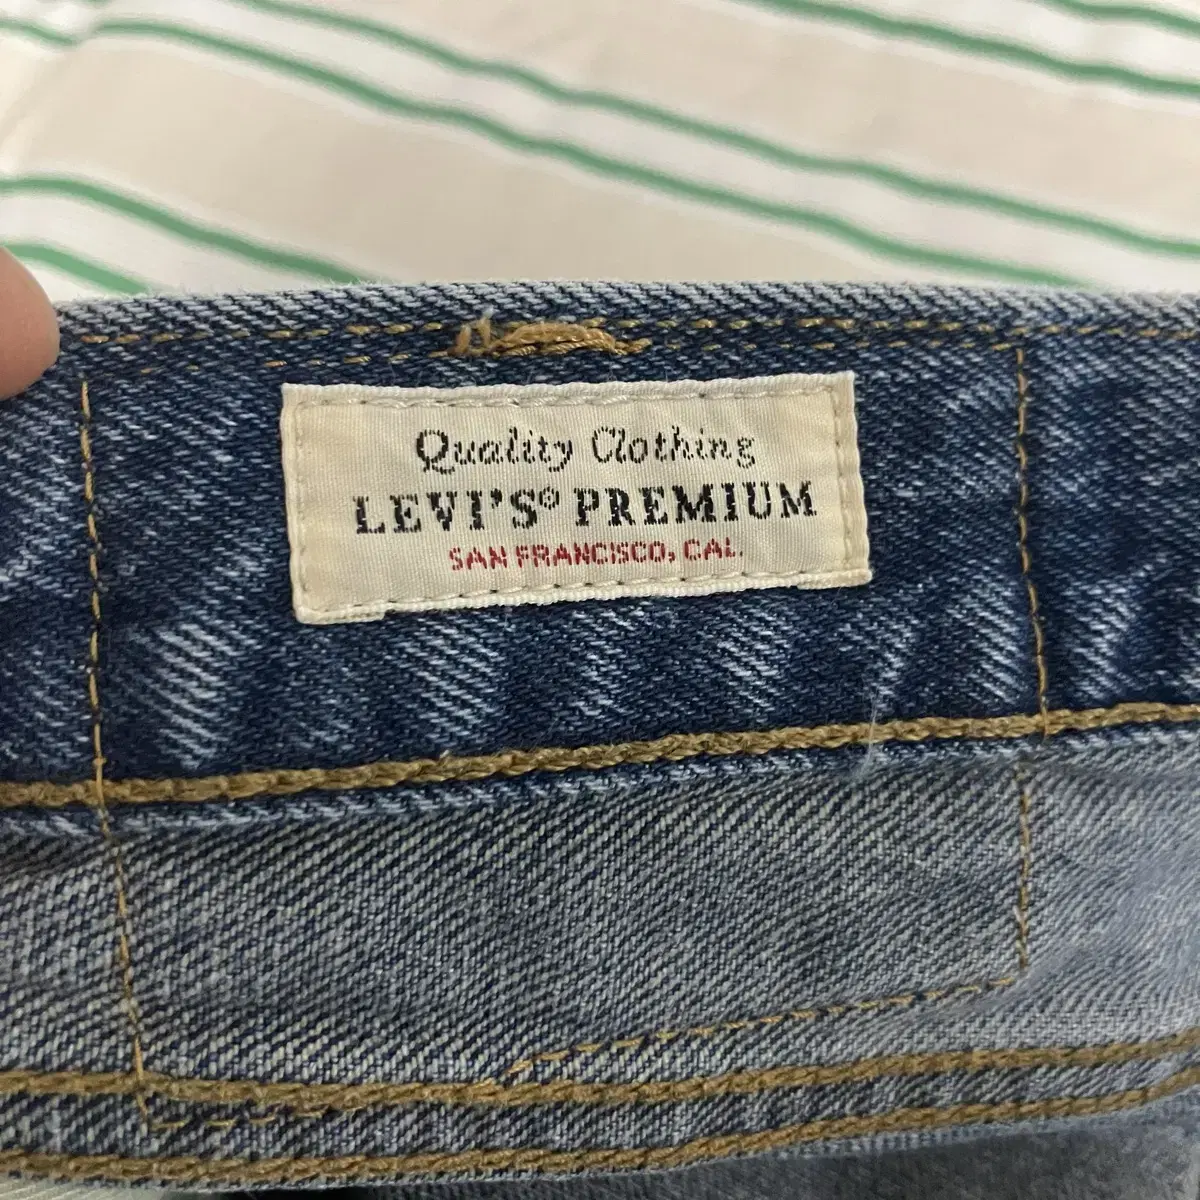 Quality Clothing
LEVI'S® PREMIUM
SAN FRANCISCO, CAL.